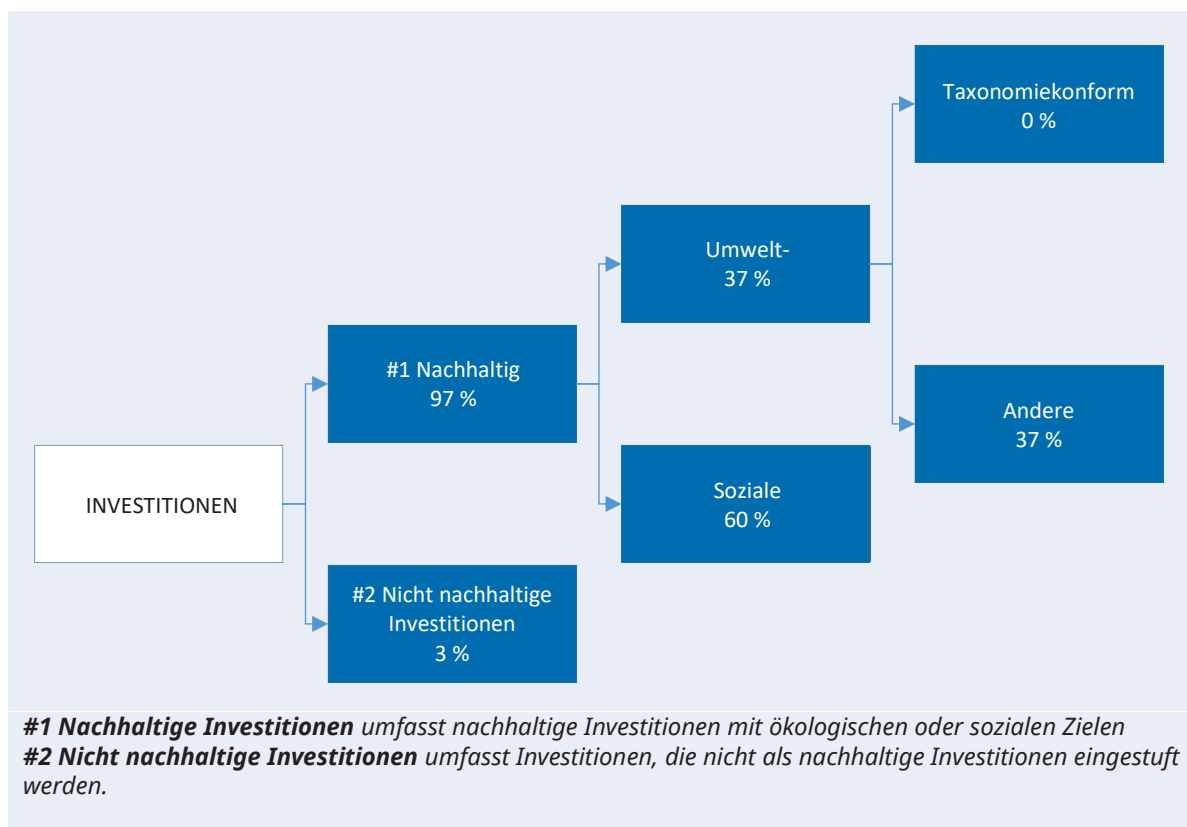 Taxonomiekonform
0 %
Umwelt-
37 %
#1 Nachhaltig
97 %
Andere
37 %
INVESTITIONEN
Soziale
60 %
#2 Nicht nachhaltige
Investitionen
3 %
#1 Nachhaltige Investitionen umfasst nachhaltige Investitionen mit ökologischen oder sozialen Zielen
#2 Nicht nachhaltige Investitionen umfasst Investitionen, die nicht als nachhaltige Investitionen eingestuft
werden.